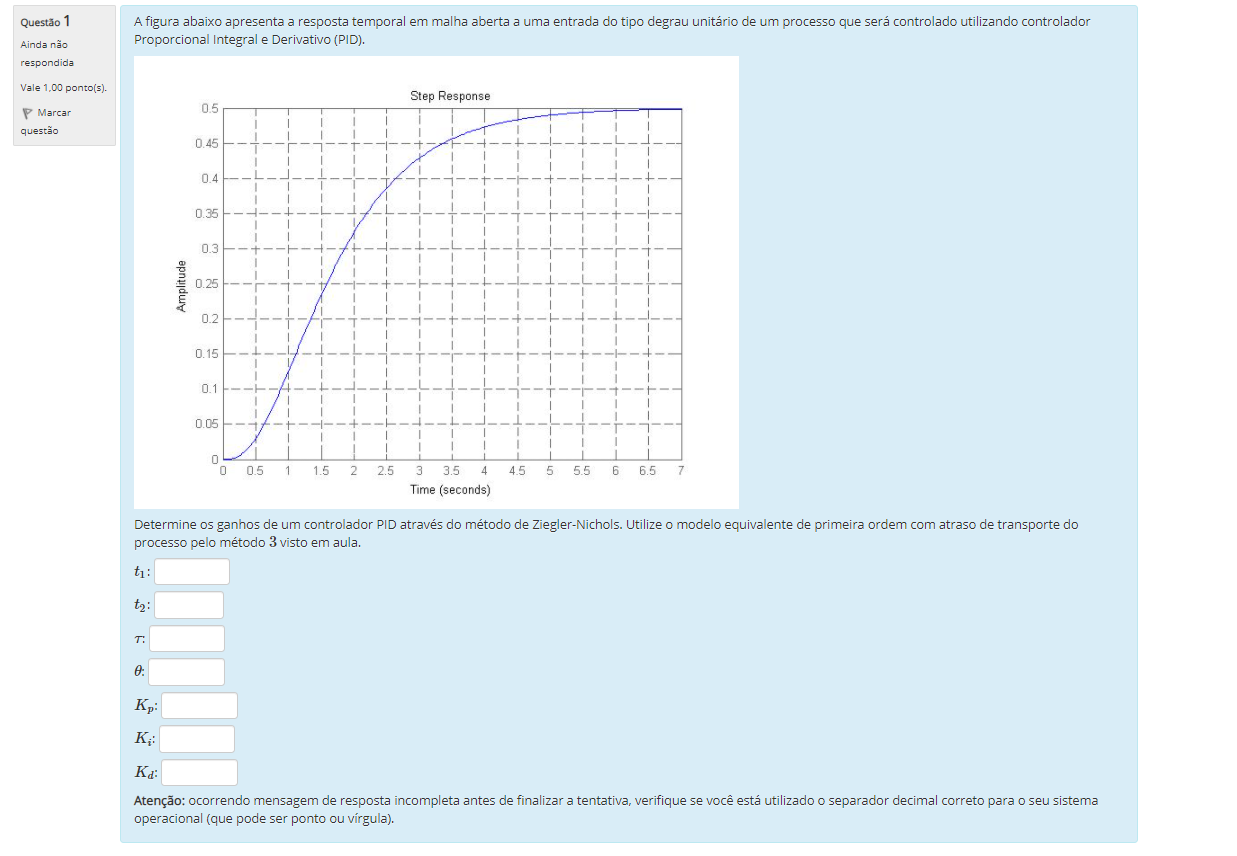 Questão 1
Ainda não
respondida
Vale 1,00 ponto(s).
Marcar
questão
A figura abaixo apresenta a resposta temporal em malha aberta a uma entrada do tipo degrau unitário de um processo que será controlado utilizando controlador
Proporcional Integral e Derivativo (PID).
Step Response
0.5
0.45
0.4
0.35
0.3
0.25
0.2
0.15
0.1
0.05
0
Amplitude
0 0.5 1 1.5 2 2.5 3 3.5 4 4.5 5 5.5 6 6.5 7
Time (seconds)
Determine os ganhos de um controlador PID através do método de Ziegler-Nichols. Utilize o modelo equivalente de primeira ordem com atraso de transporte do
processo pelo método 3 visto em aula.
t₁:
t₂:
τ:
θ:
Kₚ:
Kᵢ:
K_d:
Atenção: ocorrendo mensagem de resposta incompleta antes de finalizar a tentativa, verifique se você está utilizado o separador decimal correto para o seu sistema
operacional (que pode ser ponto ou vírgula).